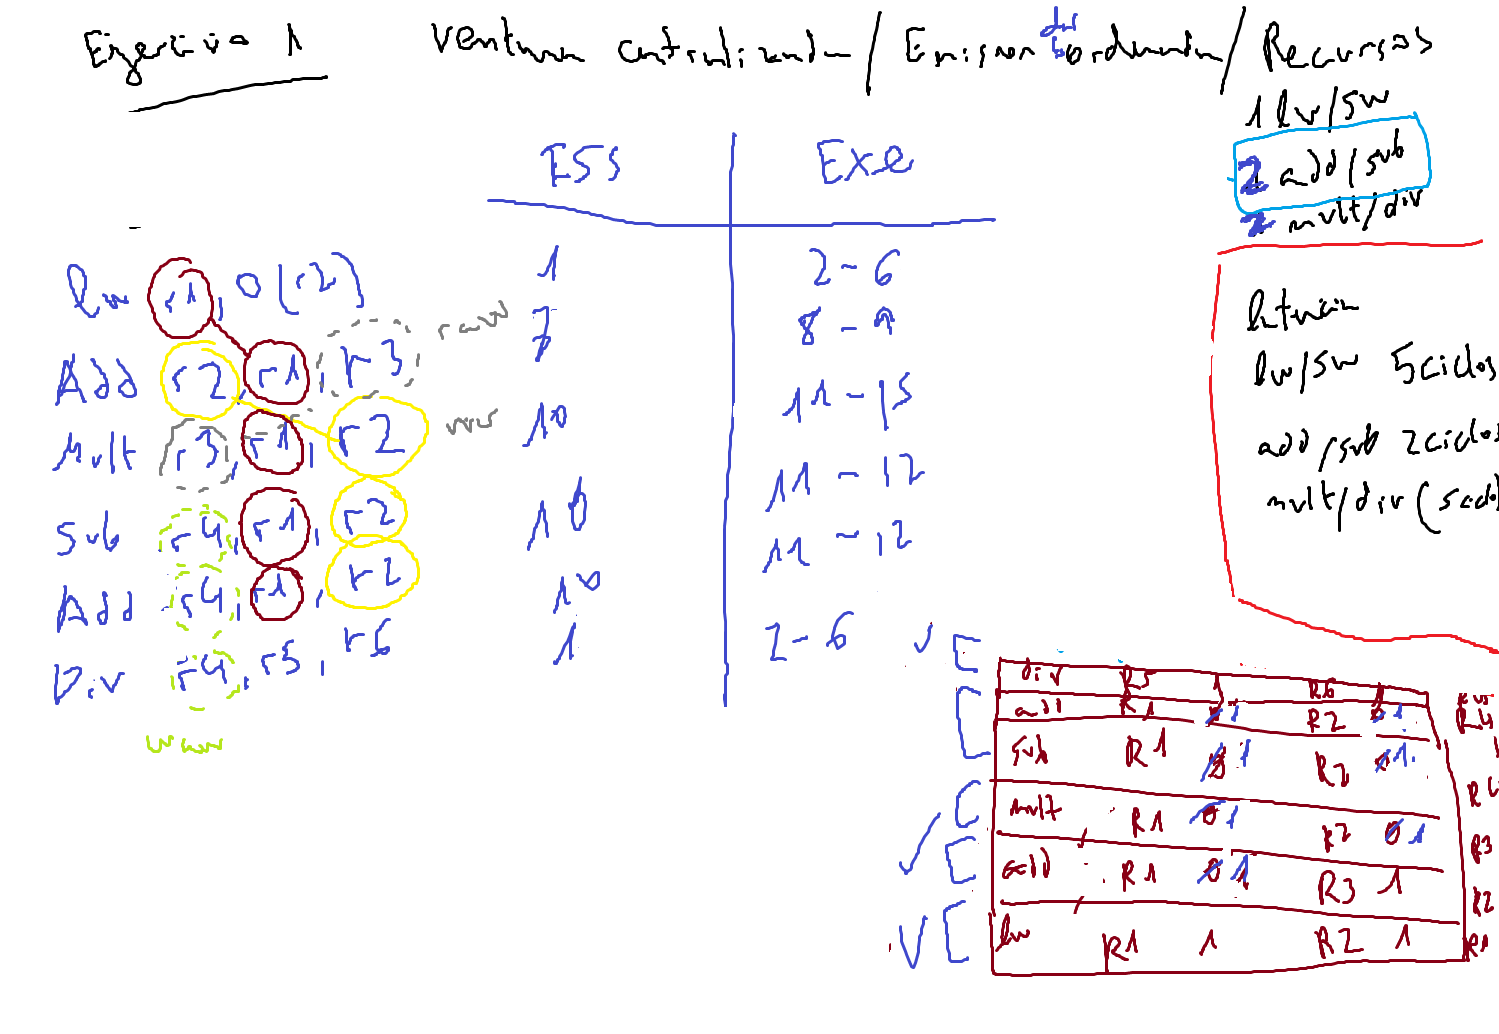 Ejercicio 1 Ventana centralizada / Emision desordenada / Recursos
1 lw/sw
2 add/sub
2 mult/div
ESS Exe
lw r1, 0(r2) 1 2-6
Add r2, r1, r3 raw 7 8-9
Mult r3, r1, r2 war 10 11-15
Sub r4, r1, r2 10 11-12
Add r4, r1, r2 10 11-12
Div r4, r5, r6 1 2-6
waw
latencia
lw/sw 5 ciclos
add/sub 2 ciclos
mult/div (5 ciclos)
div R5 1 R6 1
add R1 0 1 R2 0 1 R4
sub R1 0 1 R2 0 1 R4
mult R1 0 1 R2 0 1 R3
add R1 0 1 R3 1 R2
lw R1 1 R2 1 R1